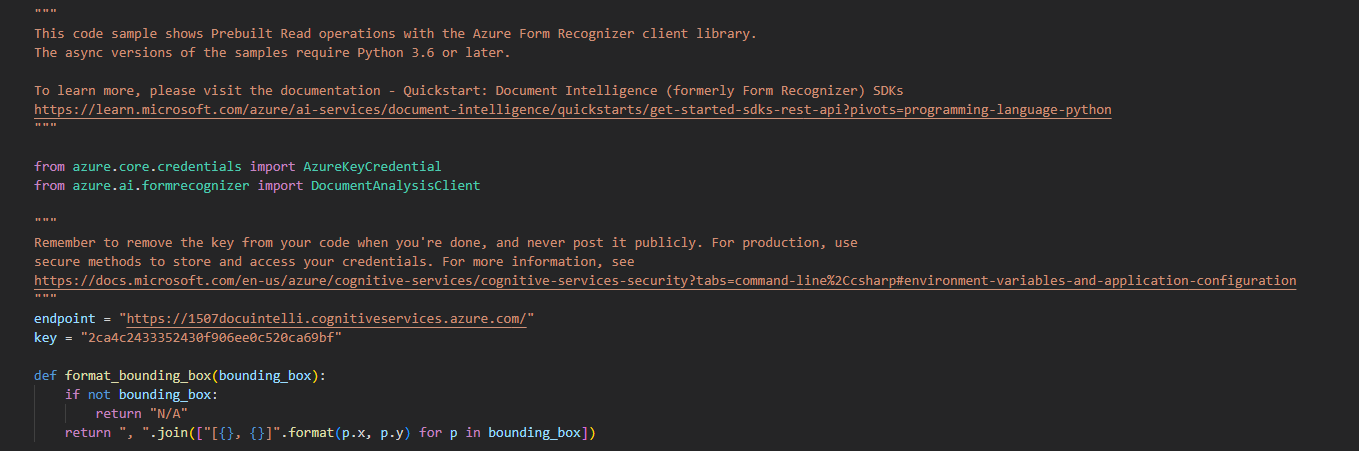 """
This code sample shows Prebuilt Read operations with the Azure Form Recognizer client library.
The async versions of the samples require Python 3.6 or later.
To learn more, please visit the documentation - Quickstart: Document Intelligence (formerly Form Recognizer) SDKs
https://learn.microsoft.com/azure/ai-services/document-intelligence/quickstarts/get-started-sdks-rest-api?pivots=programming-language-python
"""
from azure.core.credentials import AzureKeyCredential
from azure.ai.formrecognizer import DocumentAnalysisClient
"""
Remember to remove the key from your code when you're done, and never post it publicly. For production, use
secure methods to store and access your credentials. For more information, see
https://docs.microsoft.com/en-us/azure/cognitive-services/cognitive-services-security?tabs=command-line%2Ccsharp#environment-variables-and-application-configuration
"""
endpoint = "https://1507docuintelli.cognitiveservices.azure.com/"
key = "2ca4c2433352430f906ee0c520ca69bf"
def format_bounding_box(bounding_box):
    if not bounding_box:
        return "N/A"
    return ", ".join(["[{}, {}]".format(p.x, p.y) for p in bounding_box])